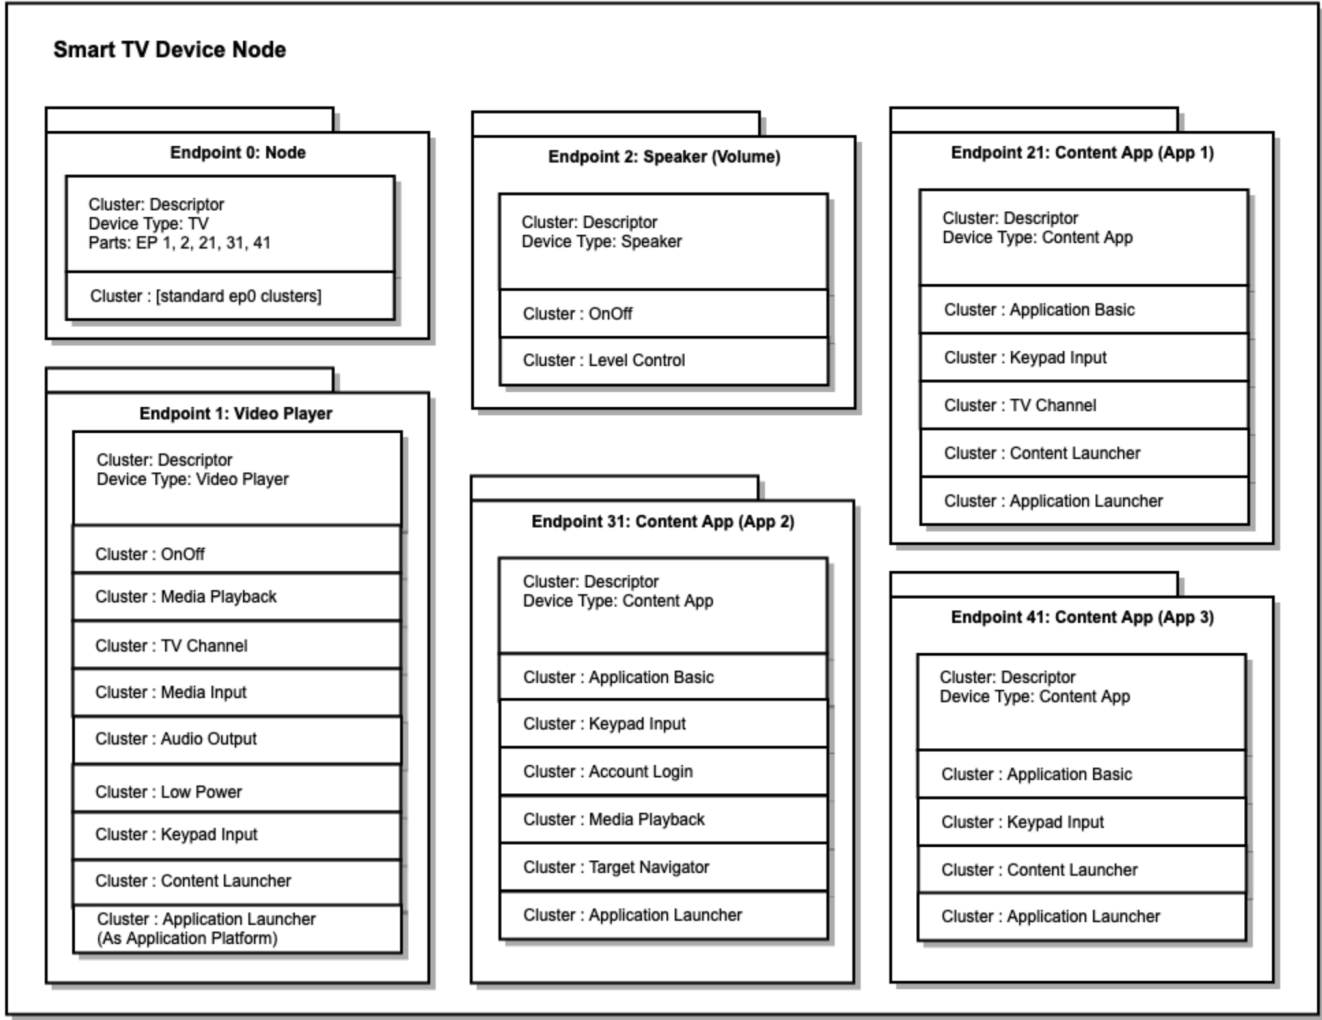 Smart TV Device Node
Endpoint 0: Node
Cluster: Descriptor
Device Type: TV
Parts: EP 1, 2, 21, 31, 41
Cluster : [standard ep0 clusters]
Endpoint 1: Video Player
Cluster: Descriptor
Device Type: Video Player
Cluster : OnOff
Cluster : Media Playback
Cluster : TV Channel
Cluster : Media Input
Cluster : Audio Output
Cluster : Low Power
Cluster : Keypad Input
Cluster : Content Launcher
Cluster : Application Launcher
(As Application Platform)
Endpoint 2: Speaker (Volume)
Cluster: Descriptor
Device Type: Speaker
Cluster : OnOff
Cluster : Level Control
Endpoint 31: Content App (App 2)
Cluster: Descriptor
Device Type: Content App
Cluster : Application Basic
Cluster : Keypad Input
Cluster : Account Login
Cluster : Media Playback
Cluster : Target Navigator
Cluster : Application Launcher
Endpoint 21: Content App (App 1)
Cluster: Descriptor
Device Type: Content App
Cluster : Application Basic
Cluster : Keypad Input
Cluster : TV Channel
Cluster : Content Launcher
Cluster : Application Launcher
Endpoint 41: Content App (App 3)
Cluster: Descriptor
Device Type: Content App
Cluster : Application Basic
Cluster : Keypad Input
Cluster : Content Launcher
Cluster : Application Launcher